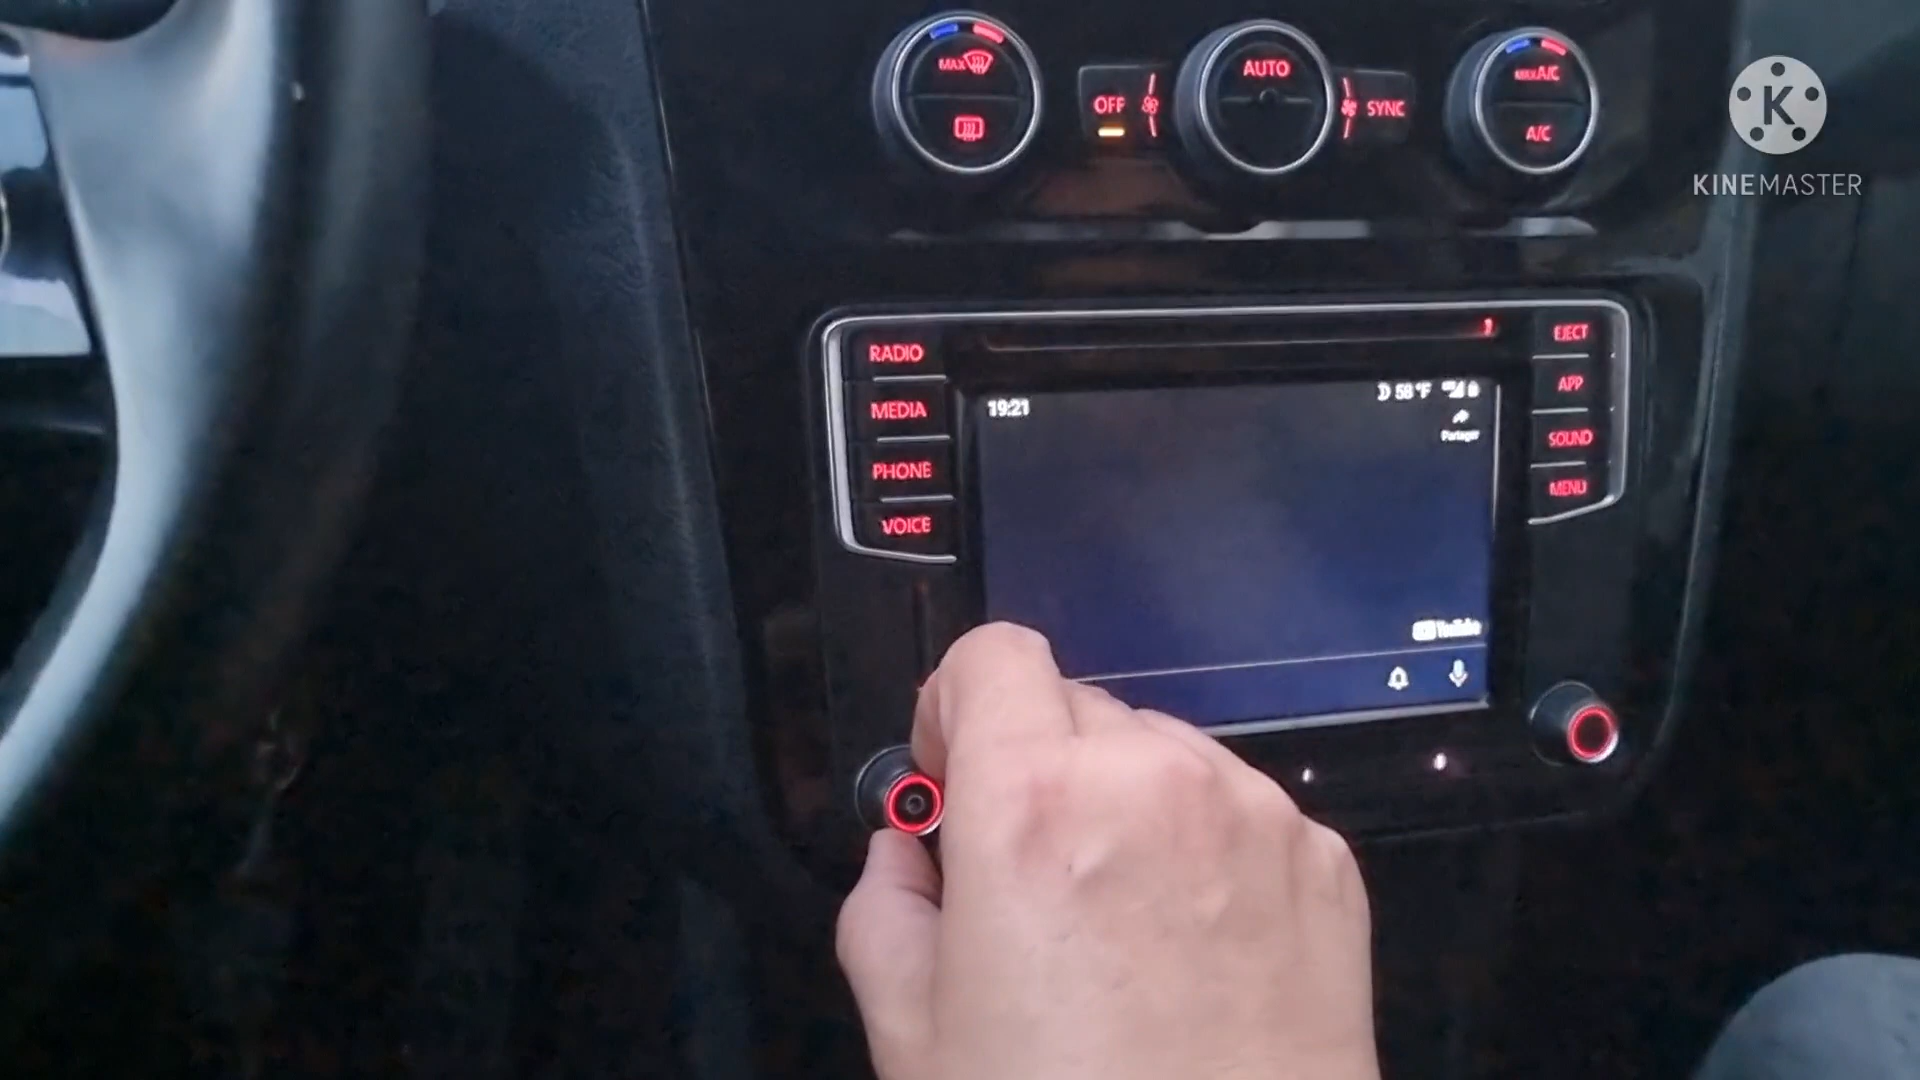 MAX
AUTO
MAX A/C
OFF
SYNC
A/C
K
KINEMASTER
RADIO
EJECT
MEDIA
APP
PHONE
SOUND
VOICE
MENU
19:21
58 °F
Partager
YouTube